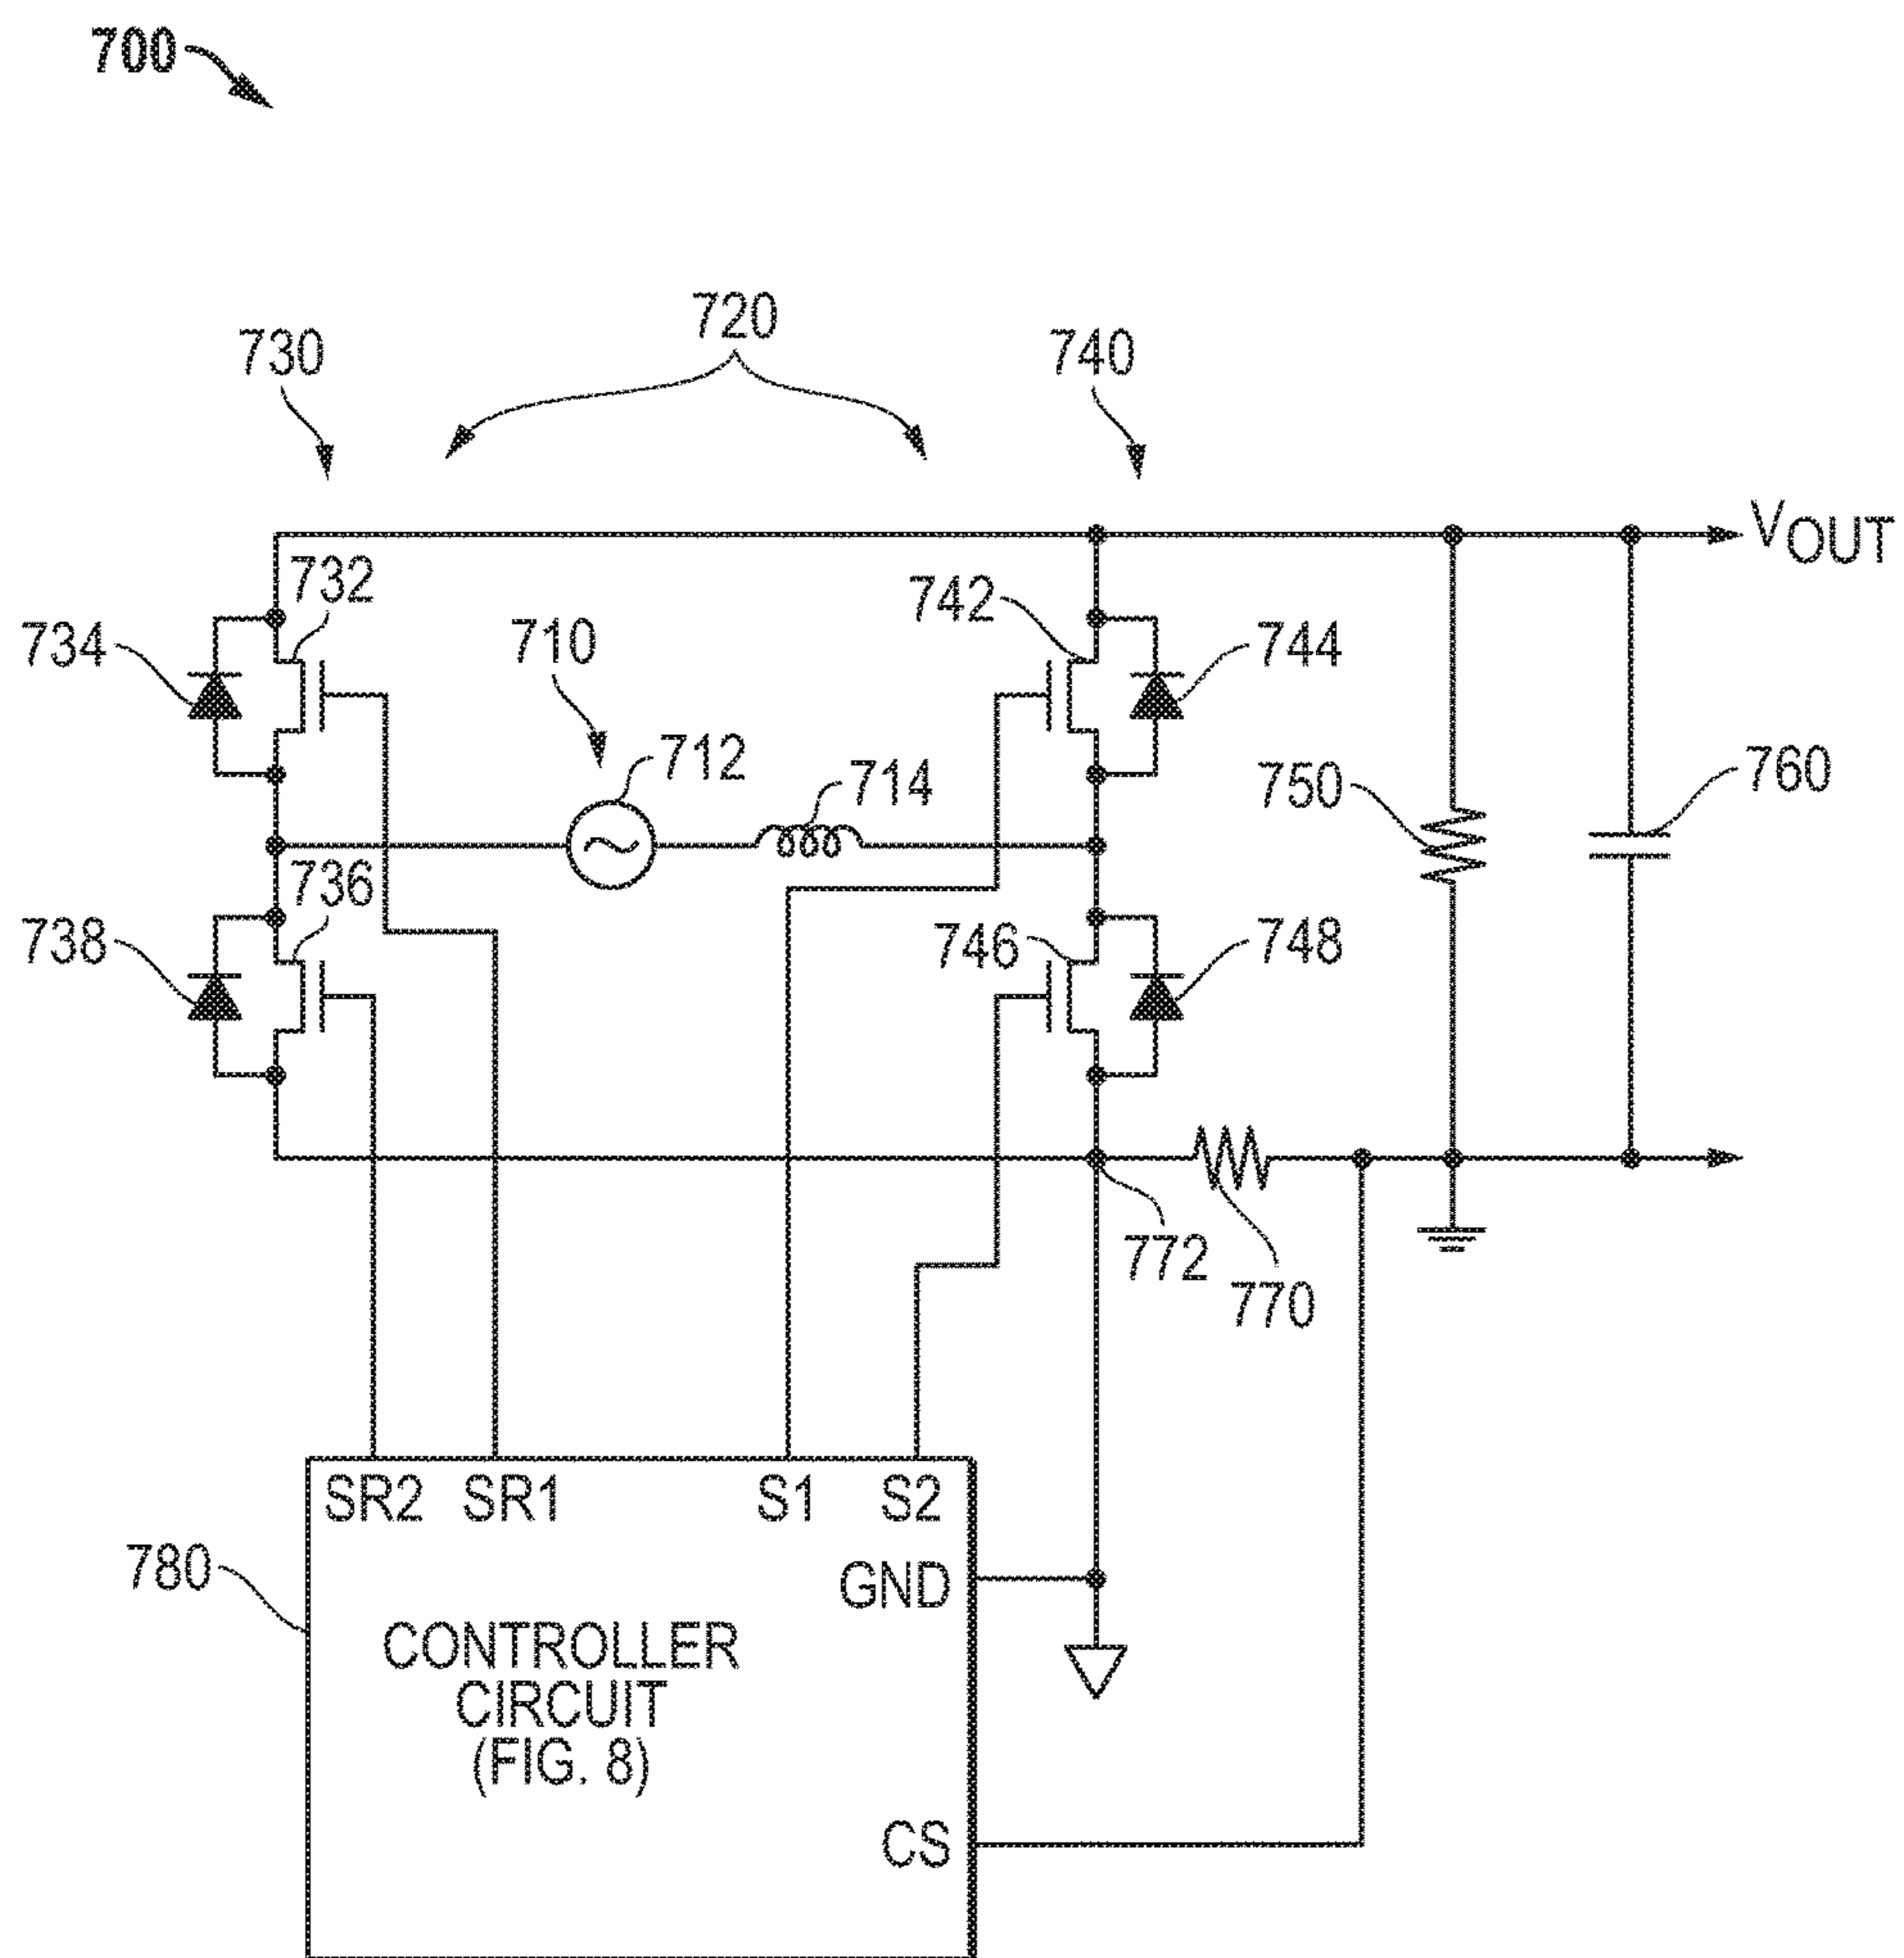 700
720
730
740
VOUT
732
742
734
710
744
712
714
750
760
736
738
746
748
772
770
SR2 SR1 S1 S2
780
GND
CONTROLLER
CIRCUIT
(FIG. 8)
CS